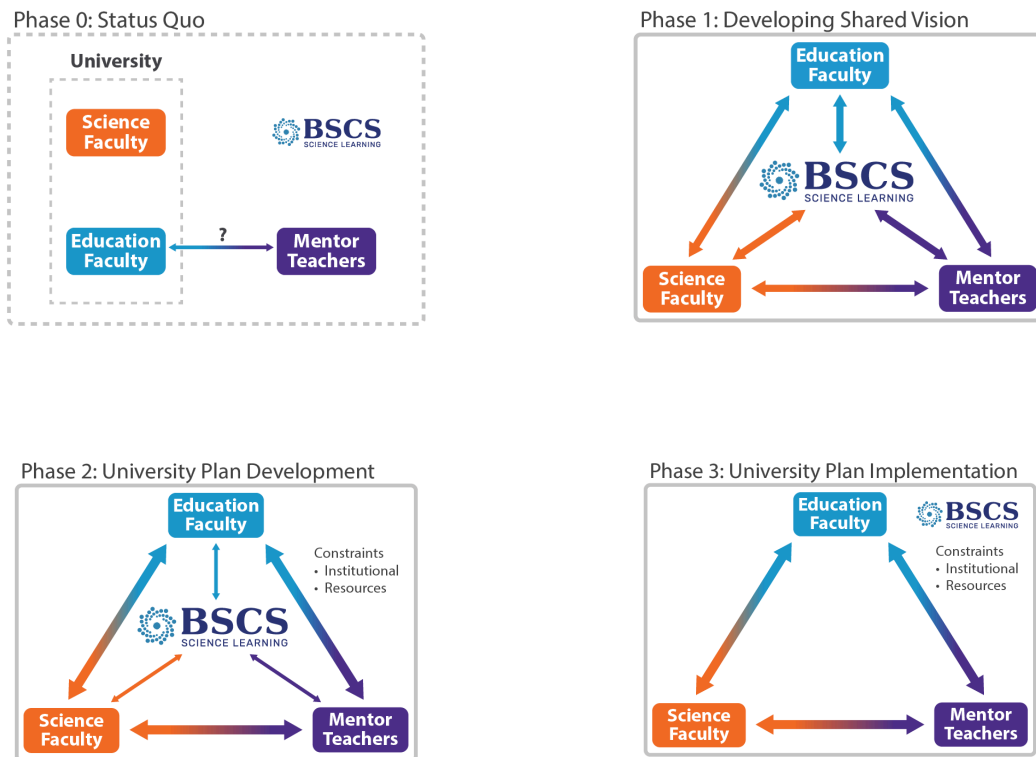 Phase 0: Status Quo
University
Science
Faculty
BSCS
SCIENCE LEARNING
Education
Faculty
?
Mentor
Teachers
Phase 1: Developing Shared Vision
Education
Faculty
BSCS
SCIENCE LEARNING
Science
Faculty
Mentor
Teachers
Phase 2: University Plan Development
Education
Faculty
Constraints
• Institutional
• Resources
BSCS
SCIENCE LEARNING
Science
Faculty
Mentor
Teachers
Phase 3: University Plan Implementation
Education
Faculty
BSCS
SCIENCE LEARNING
Constraints
• Institutional
• Resources
Science
Faculty
Mentor
Teachers